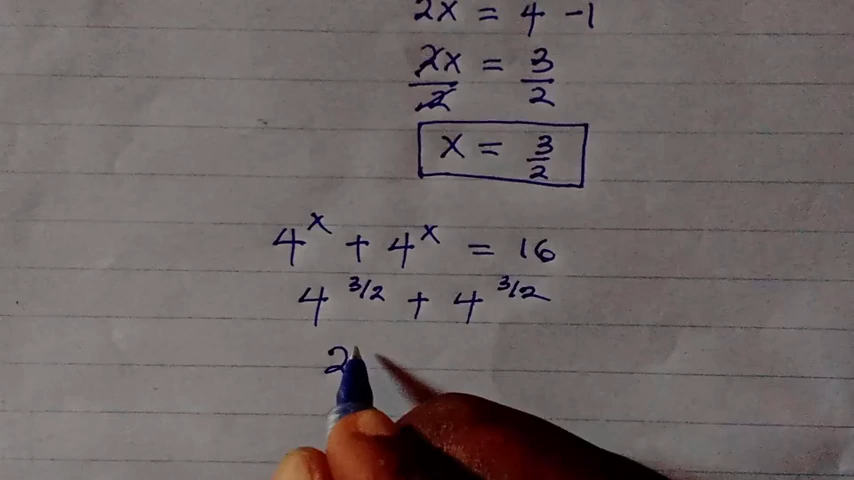 2x = 4 - 1
2x/2 = 3/2
x = 3/2
4^x + 4^x = 16
4^3/2 + 4^3/2
2